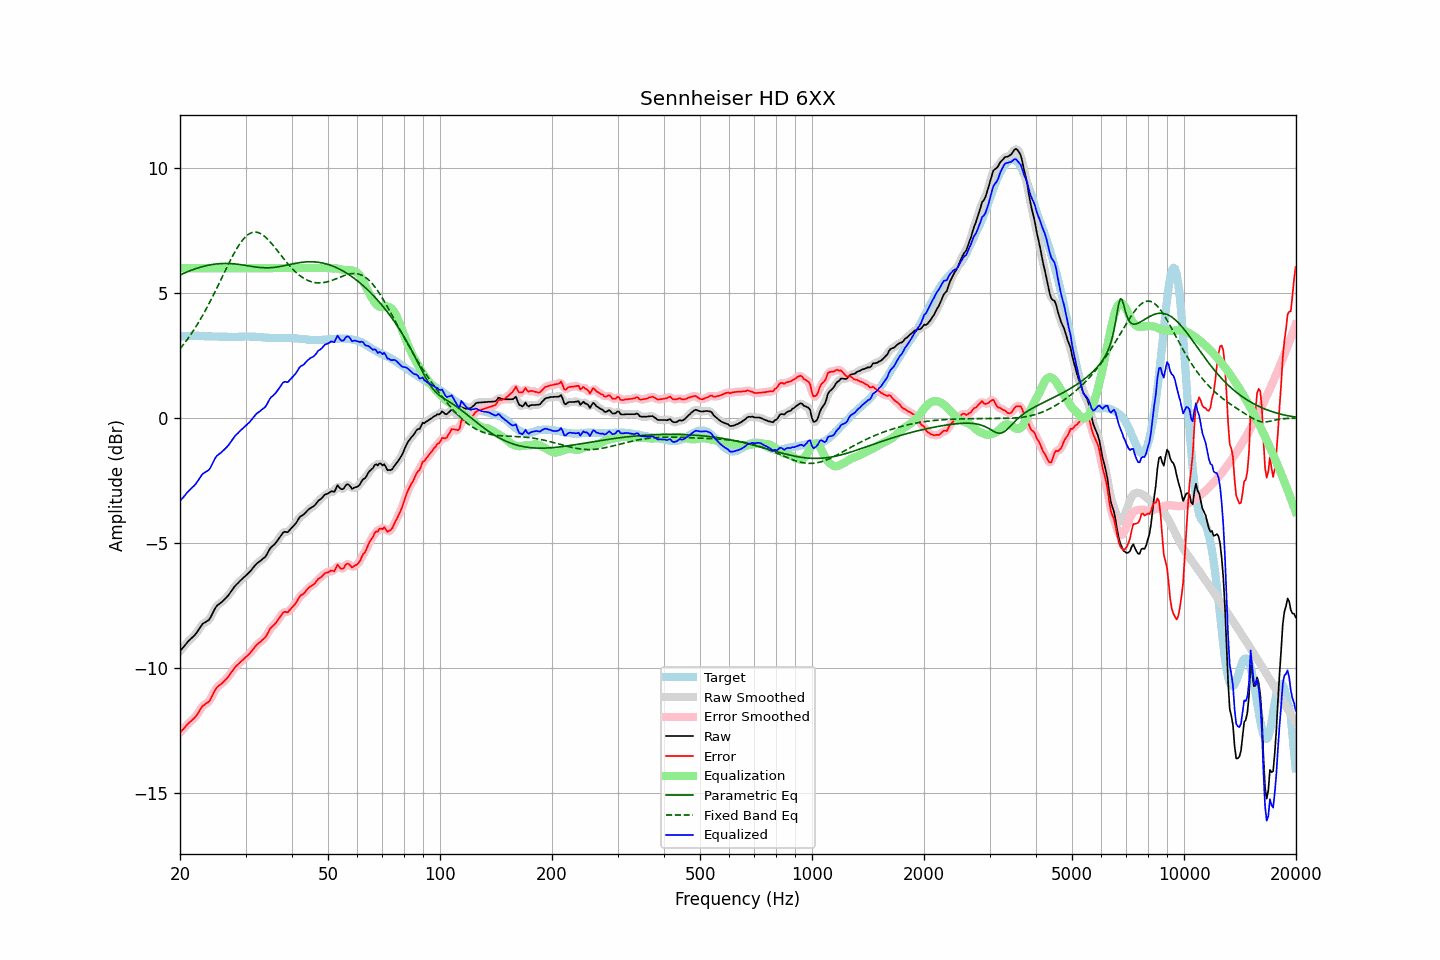 Sennheiser HD 6XX
10
5
0
−5
−10
−15
Amplitude (dBr)
20
50
100
200
500
1000
2000
5000
10000
20000
Frequency (Hz)
Target
Raw Smoothed
Error Smoothed
Raw
Error
Equalization
Parametric Eq
Fixed Band Eq
Equalized